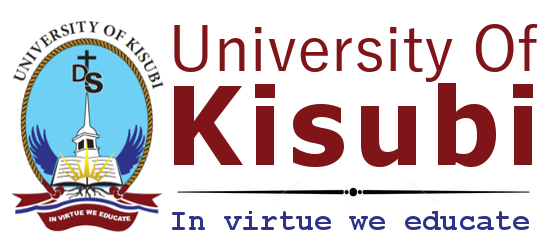 UNIVERSITY OF KISUBI
DS
IN VIRTUE WE EDUCATE
University Of
Kisubi
In virtue we educate